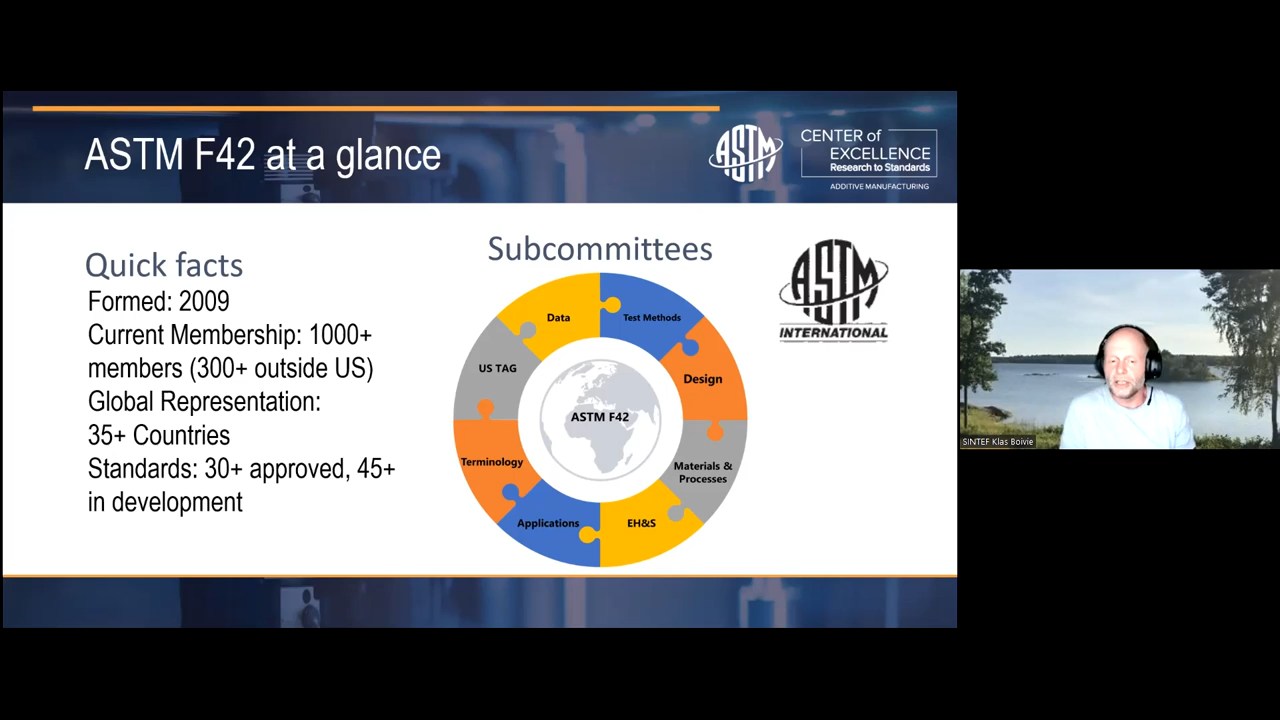 ASTM F42 at a glance
ASTM
CENTER of
EXCELLENCE
Research to Standards
ADDITIVE MANUFACTURING
Quick facts
Formed: 2009
Current Membership: 1000+
members (300+ outside US)
Global Representation:
35+ Countries
Standards: 30+ approved, 45+
in development
Subcommittees
Data
Test Methods
US TAG
Design
ASTM F42
Terminology
Materials &
Processes
Applications
EH&S
ASTM
INTERNATIONAL
SINTEF Klas Boivie